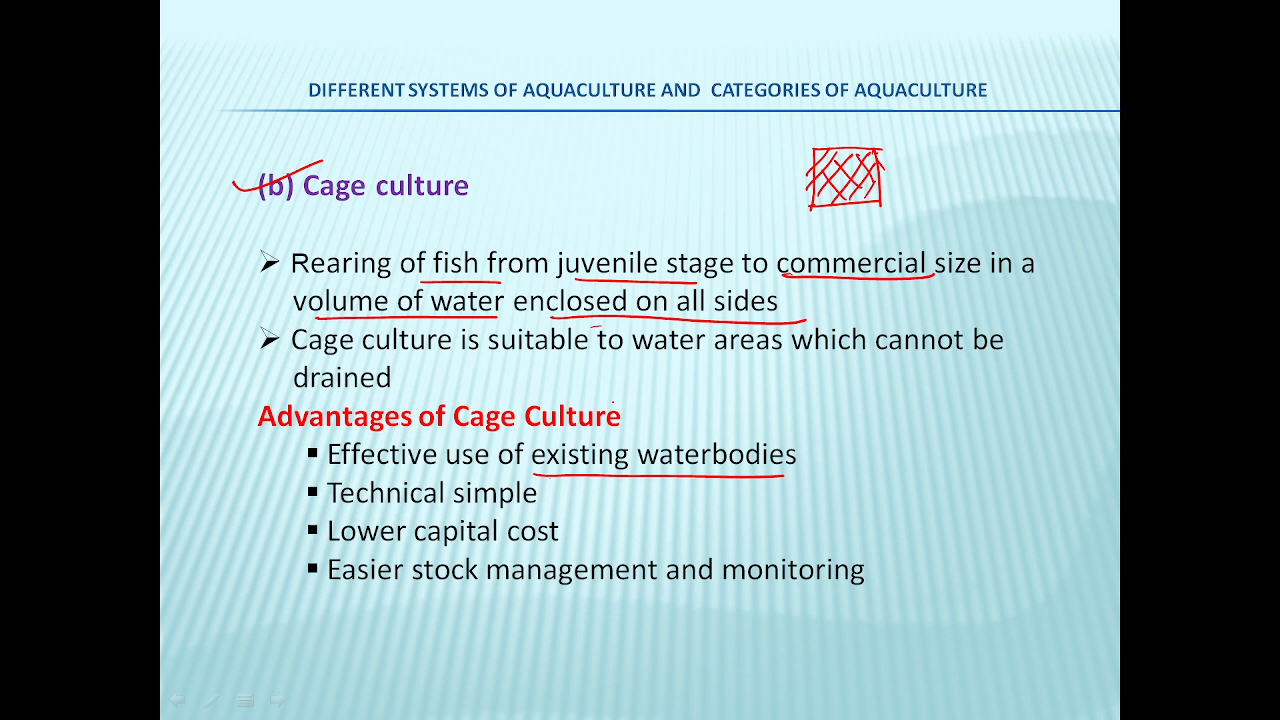 DIFFERENT SYSTEMS OF AQUACULTURE AND CATEGORIES OF AQUACULTURE
(b) Cage culture
Rearing of fish from juvenile stage to commercial size in a
volume of water enclosed on all sides
Cage culture is suitable to water areas which cannot be
drained
Advantages of Cage Culture
Effective use of existing waterbodies
Technical simple
Lower capital cost
Easier stock management and monitoring